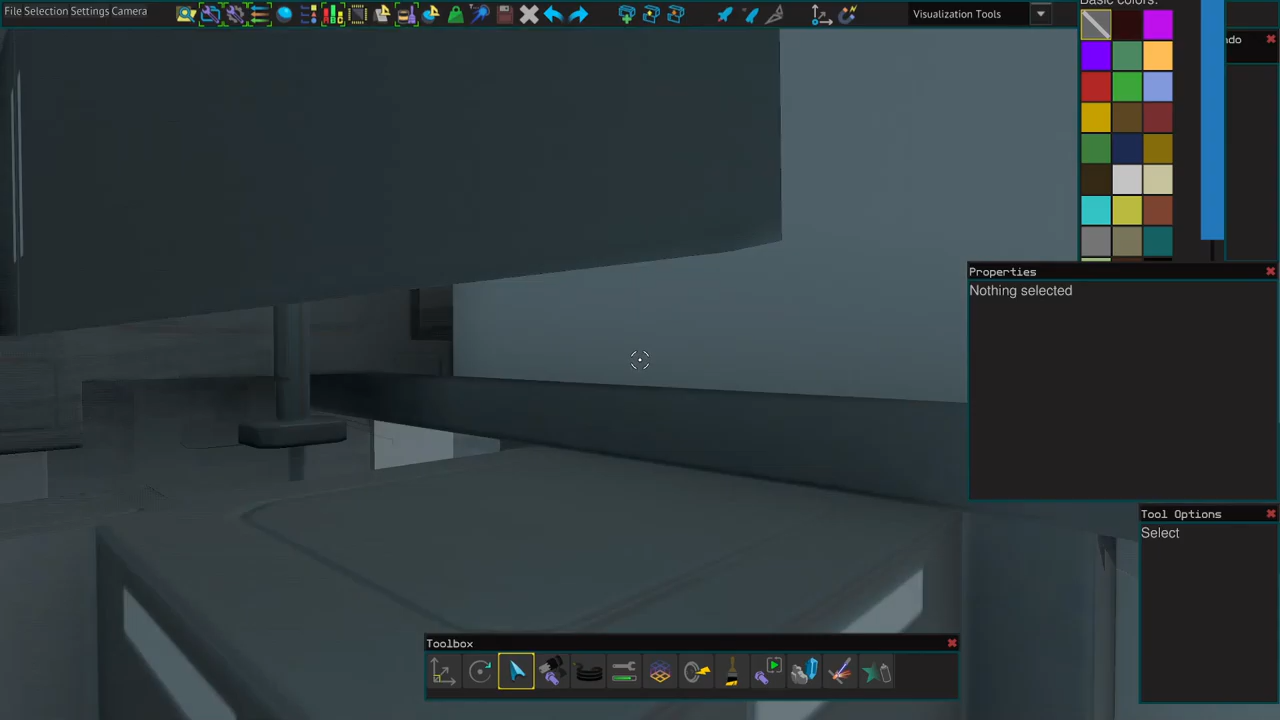 File Selection Settings Camera
Visualization Tools
Basic colors:
Properties
Nothing selected
Tool Options
Select
Toolbox